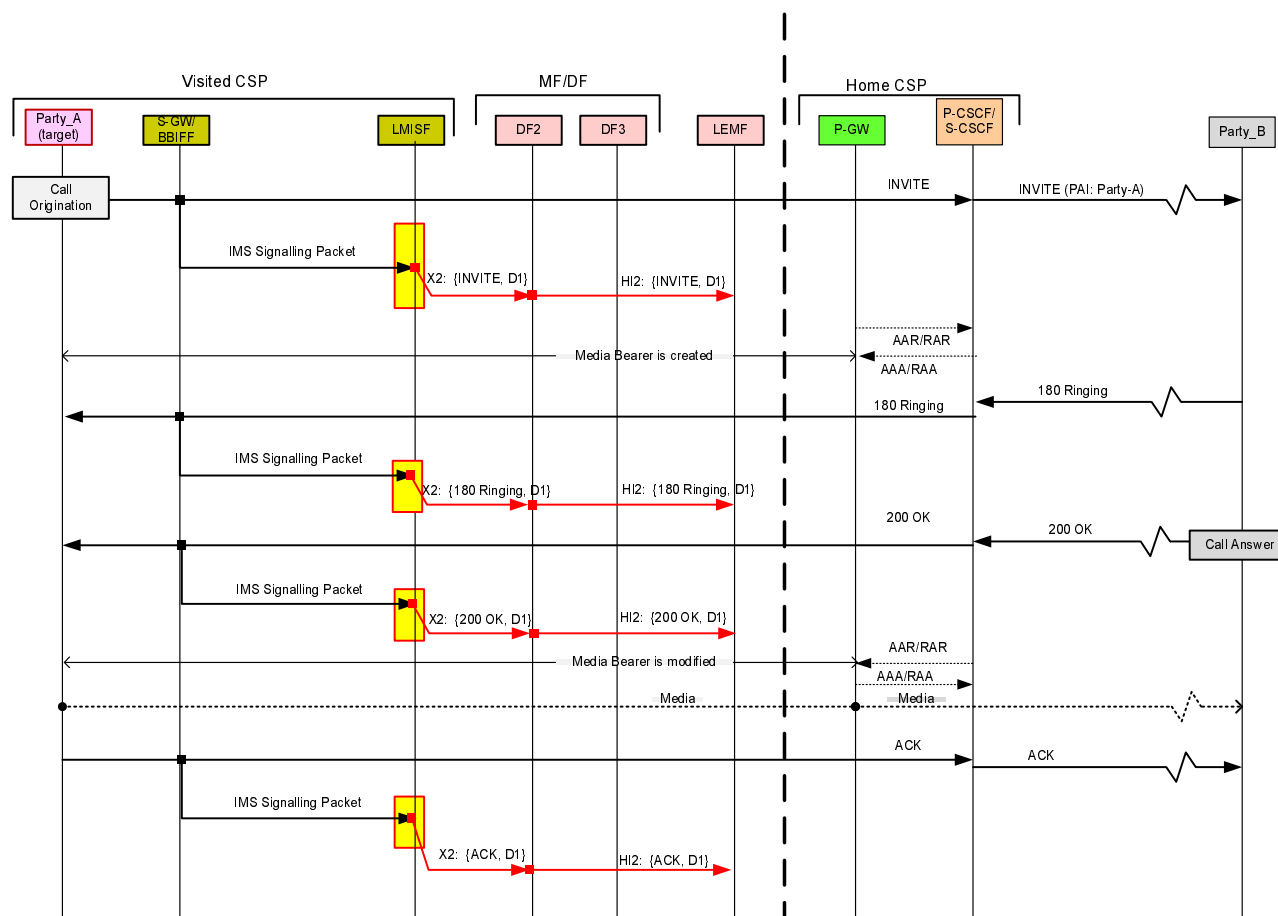 Visited CSP
MF/DF
Home CSP
Party_A
(target)
S-GW/
BBIFF
LMISF
DF2
DF3
LEMF
P-GW
P-CSCF/
S-CSCF
Party_B
Call
Origination
INVITE
INVITE (PAI: Party-A)
IMS Signalling Packet
X2: {INVITE, D1}
HI2: {INVITE, D1}
AAR/RAR
Media Bearer is created
AAA/RAA
180 Ringing
180 Ringing
IMS Signalling Packet
X2: {180 Ringing, D1}
HI2: {180 Ringing, D1}
200 OK
200 OK
Call Answer
IMS Signalling Packet
X2: {200 OK, D1}
HI2: {200 OK, D1}
AAR/RAR
Media Bearer is modified
AAA/RAA
Media
Media
ACK
ACK
IMS Signalling Packet
X2: {ACK, D1}
HI2: {ACK, D1}